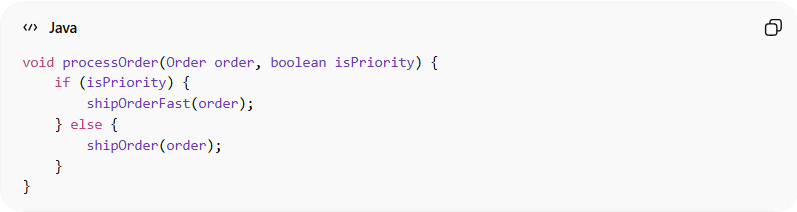 </> Java
void processOrder(Order order, boolean isPriority) {
    if (isPriority) {
        shipOrderFast(order);
    } else {
        shipOrder(order);
    }
}